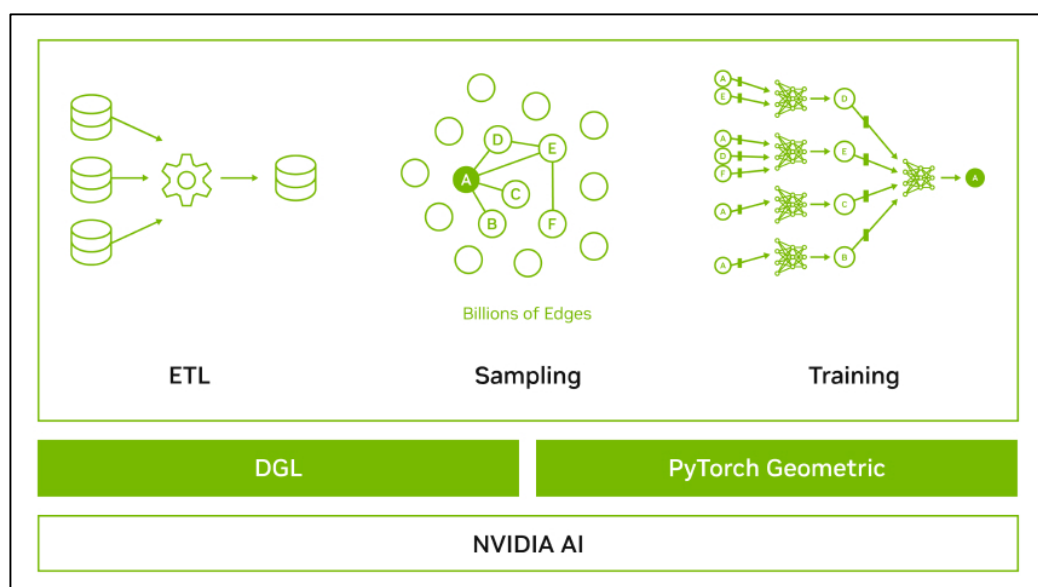 A
E
D
A
D
F
E
A
A
C
A
B
D
E
A
C
B
F
Billions of Edges
ETL
Sampling
Training
DGL
PyTorch Geometric
NVIDIA AI